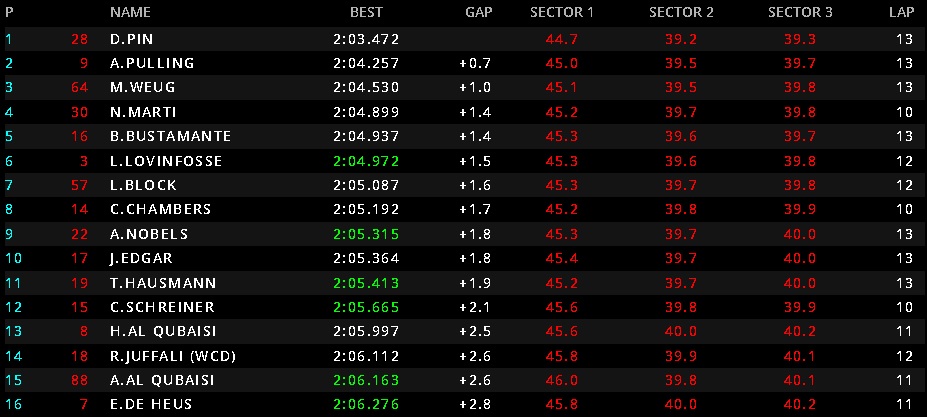 P NAME BEST GAP SECTOR 1 SECTOR 2 SECTOR 3 LAP
1 28 D.PIN 2:03.472 44.7 39.2 39.3 13
2 9 A.PULLING 2:04.257 +0.7 45.0 39.5 39.7 13
3 64 M.WEUG 2:04.530 +1.0 45.1 39.5 39.8 13
4 30 N.MARTI 2:04.899 +1.4 45.2 39.7 39.8 10
5 16 B.BUSTAMANTE 2:04.937 +1.4 45.3 39.6 39.7 13
6 3 L.LOVINFOSSE 2:04.972 +1.5 45.3 39.6 39.8 12
7 57 L.BLOCK 2:05.087 +1.6 45.3 39.7 39.8 12
8 14 C.CHAMBERS 2:05.192 +1.7 45.2 39.8 39.9 10
9 22 A.NOBELS 2:05.315 +1.8 45.3 39.7 40.0 13
10 17 J.EDGAR 2:05.364 +1.8 45.4 39.7 40.0 13
11 19 T.HAUSMANN 2:05.413 +1.9 45.2 39.7 40.0 13
12 15 C.SCHREINER 2:05.665 +2.1 45.6 39.8 39.9 10
13 8 H.AL QUBAISI 2:05.997 +2.5 45.6 40.0 40.2 11
14 18 R.JUFFALI (WCD) 2:06.112 +2.6 45.8 39.9 40.1 12
15 88 A.AL QUBAISI 2:06.163 +2.6 46.0 39.8 40.1 11
16 7 E.DE HEUS 2:06.276 +2.8 45.8 40.0 40.2 11